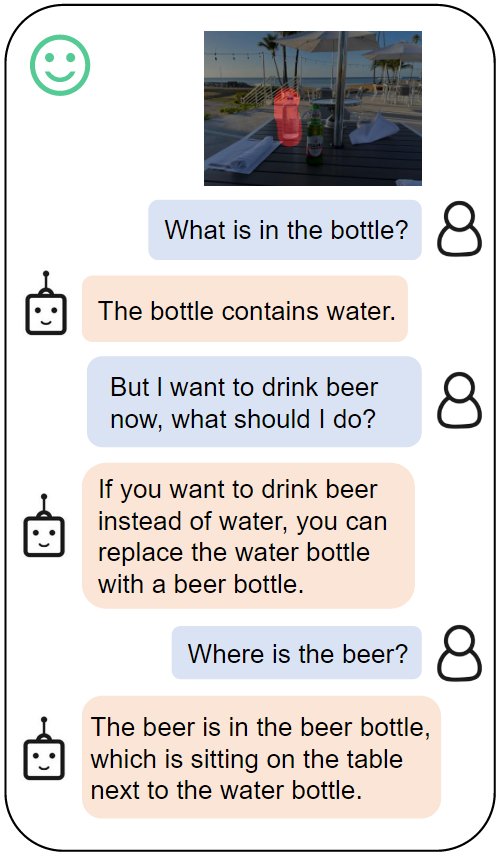 What is in the bottle?
The bottle contains water.
But I want to drink beer
now, what should I do?
If you want to drink beer
instead of water, you can
replace the water bottle
with a beer bottle.
Where is the beer?
The beer is in the beer bottle,
which is sitting on the table
next to the water bottle.